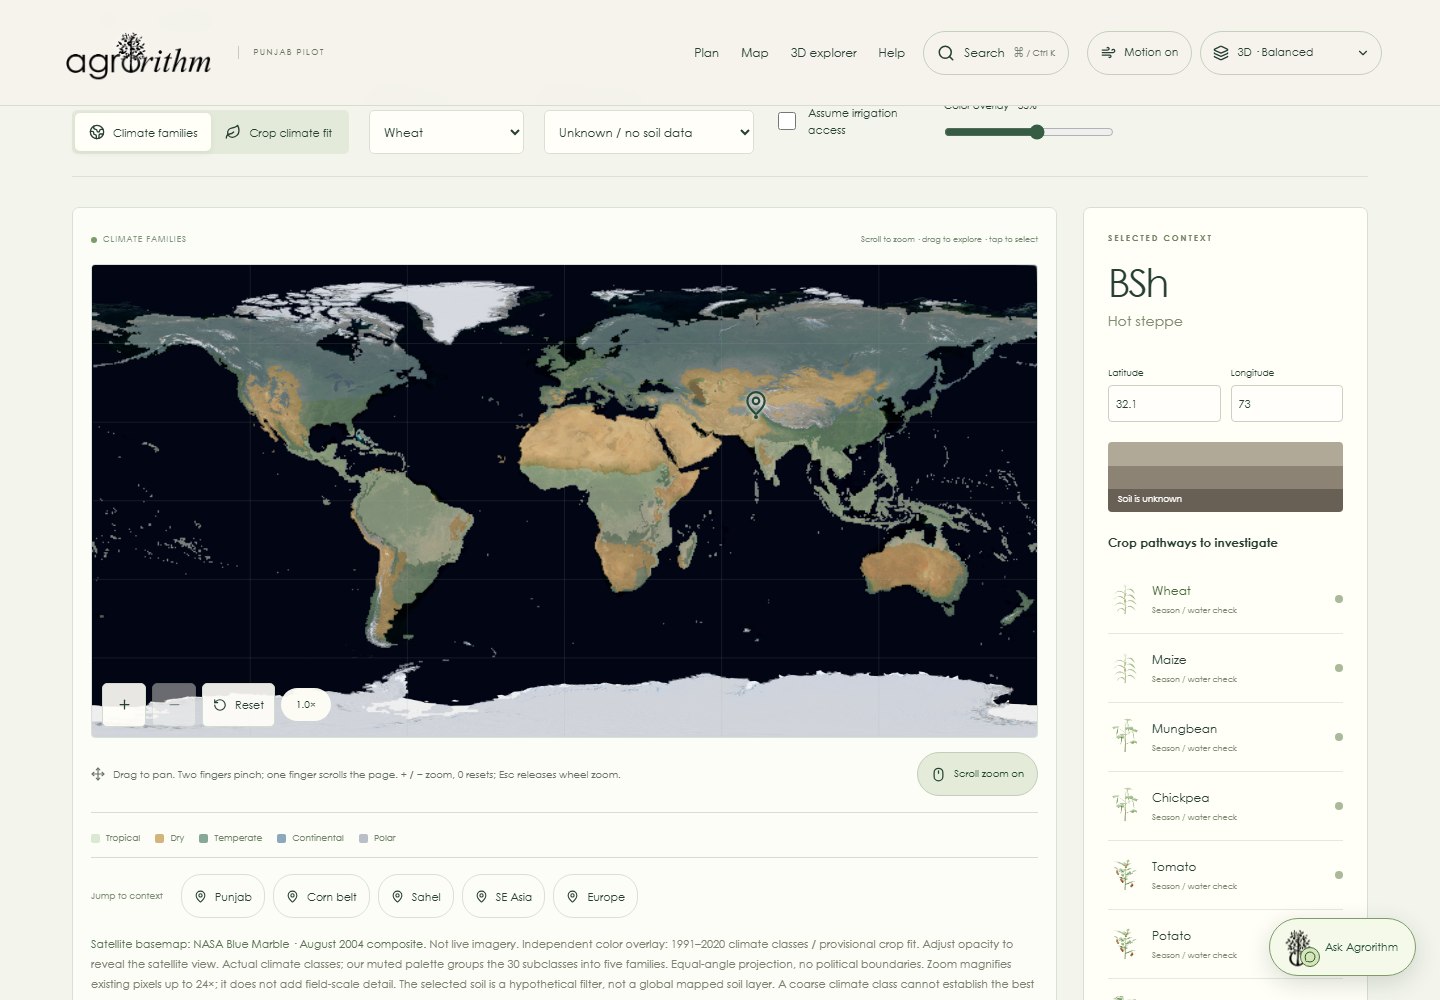 agrorithm
PUNJAB PILOT
Plan
Map
3D explorer
Help
Search ⌘ / Ctrl K
Motion on
3D · Balanced
Climate families
Crop climate fit
Wheat
Unknown / no soil data
Assume irrigation
access
Color overlay · 55%
CLIMATE FAMILIES
Scroll to zoom · drag to explore · tap to select
+
−
Reset
1.0×
Drag to pan. Two fingers pinch; one finger scrolls the page. + / − zoom, 0 resets; Esc releases wheel zoom.
Scroll zoom on
Tropical
Dry
Temperate
Continental
Polar
Jump to context
Punjab
Corn belt
Sahel
SE Asia
Europe
Satellite basemap: NASA Blue Marble · August 2004 composite. Not live imagery. Independent color overlay: 1991–2020 climate classes / provisional crop fit. Adjust opacity to
reveal the satellite view. Actual climate classes; our muted palette groups the 30 subclasses into five families. Equal-angle projection, no political boundaries. Zoom magnifies
existing pixels up to 24×; it does not add field-scale detail. The selected soil is a hypothetical filter, not a global mapped soil layer. A coarse climate class cannot establish the best
SELECTED CONTEXT
BSh
Hot steppe
Latitude
Longitude
32.1
73
Soil is unknown
Crop pathways to investigate
Wheat
Season / water check
Maize
Season / water check
Mungbean
Season / water check
Chickpea
Season / water check
Tomato
Season / water check
Potato
Season / water check
Ask Agrorithm